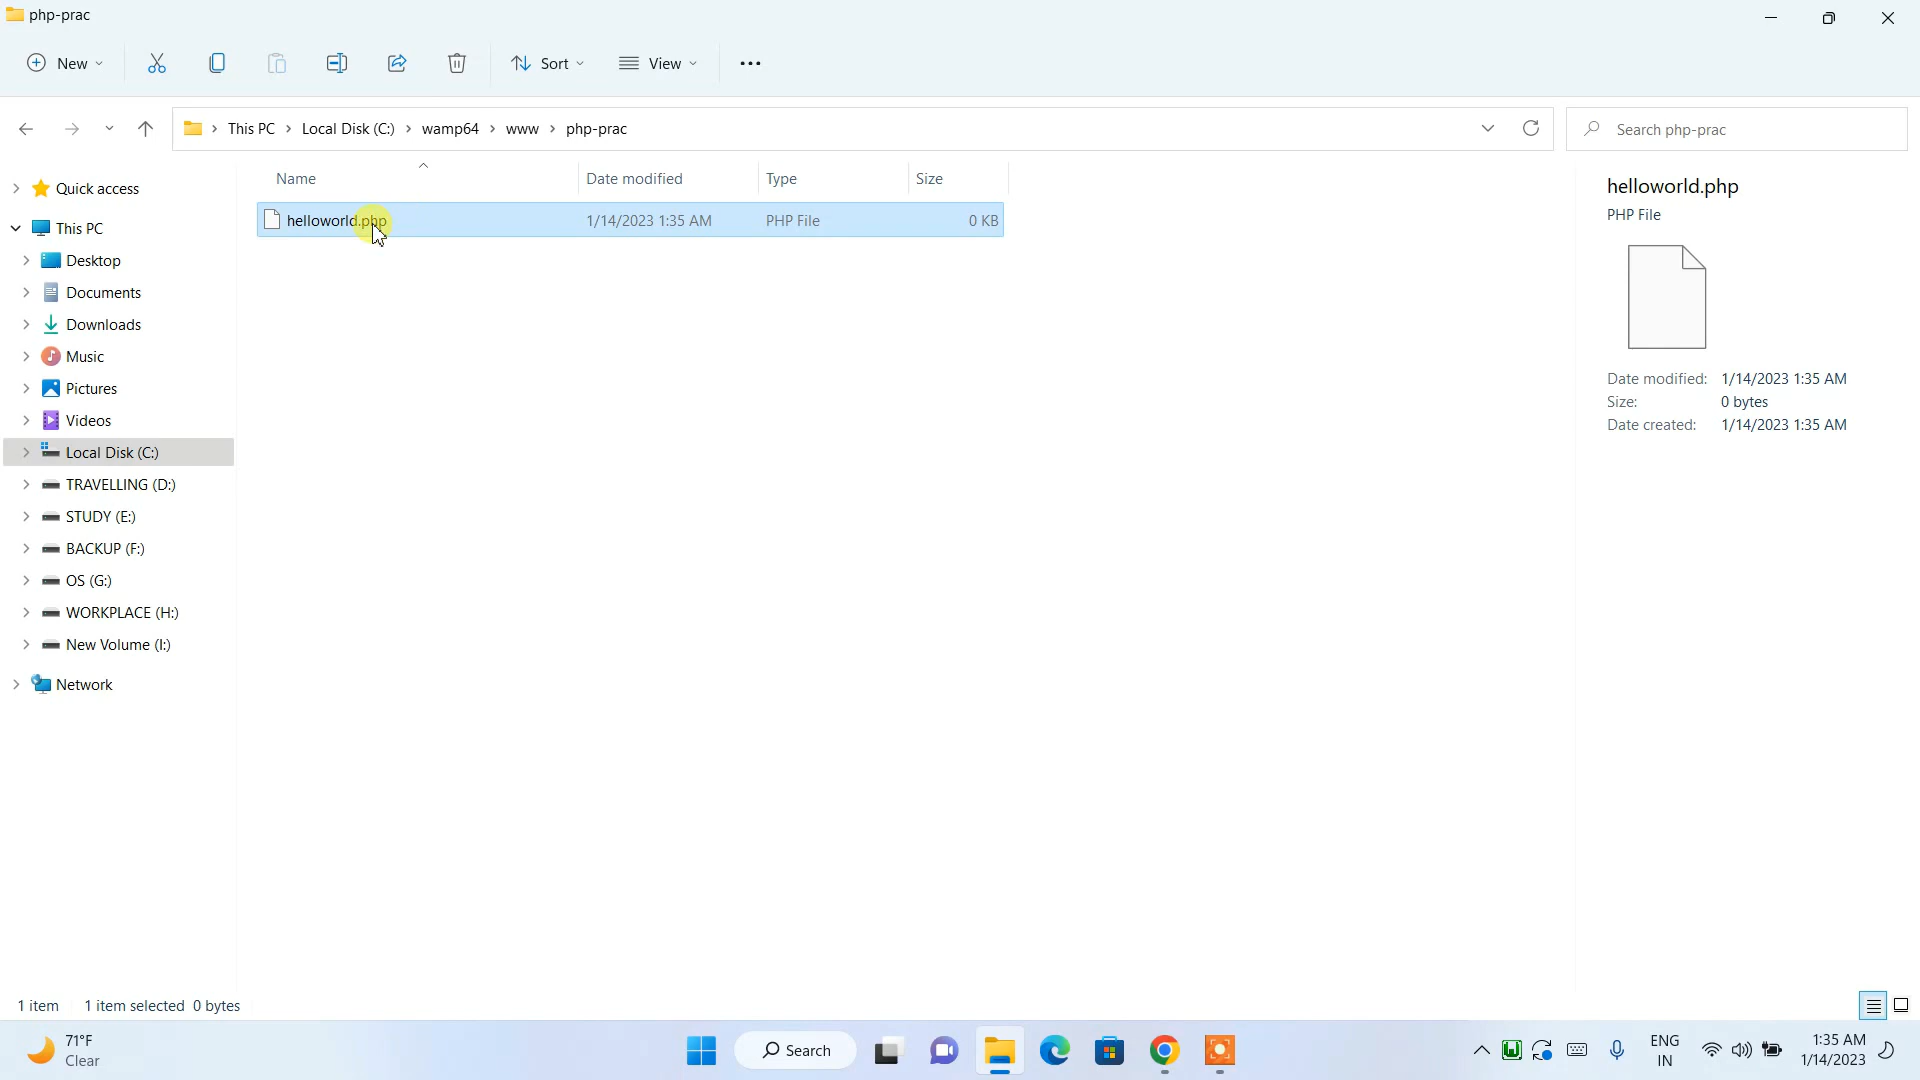 php-prac
New
Sort
View
This PC
Local Disk (C:)
wamp64
www
php-prac
Search php-prac
Quick access
This PC
Desktop
Documents
Downloads
Music
Pictures
Videos
Local Disk (C:)
TRAVELLING (D:)
STUDY (E:)
BACKUP (F:)
OS (G:)
WORKPLACE (H:)
New Volume (I:)
Network
Name Date modified Type Size
helloworld.php 1/14/2023 1:35 AM PHP File 0 KB
helloworld.php
PHP File
Date modified: 1/14/2023 1:35 AM
Size: 0 bytes
Date created: 1/14/2023 1:35 AM
1 item 1 item selected 0 bytes
71°F
Clear
Search
ENG
IN
1:35 AM
1/14/2023